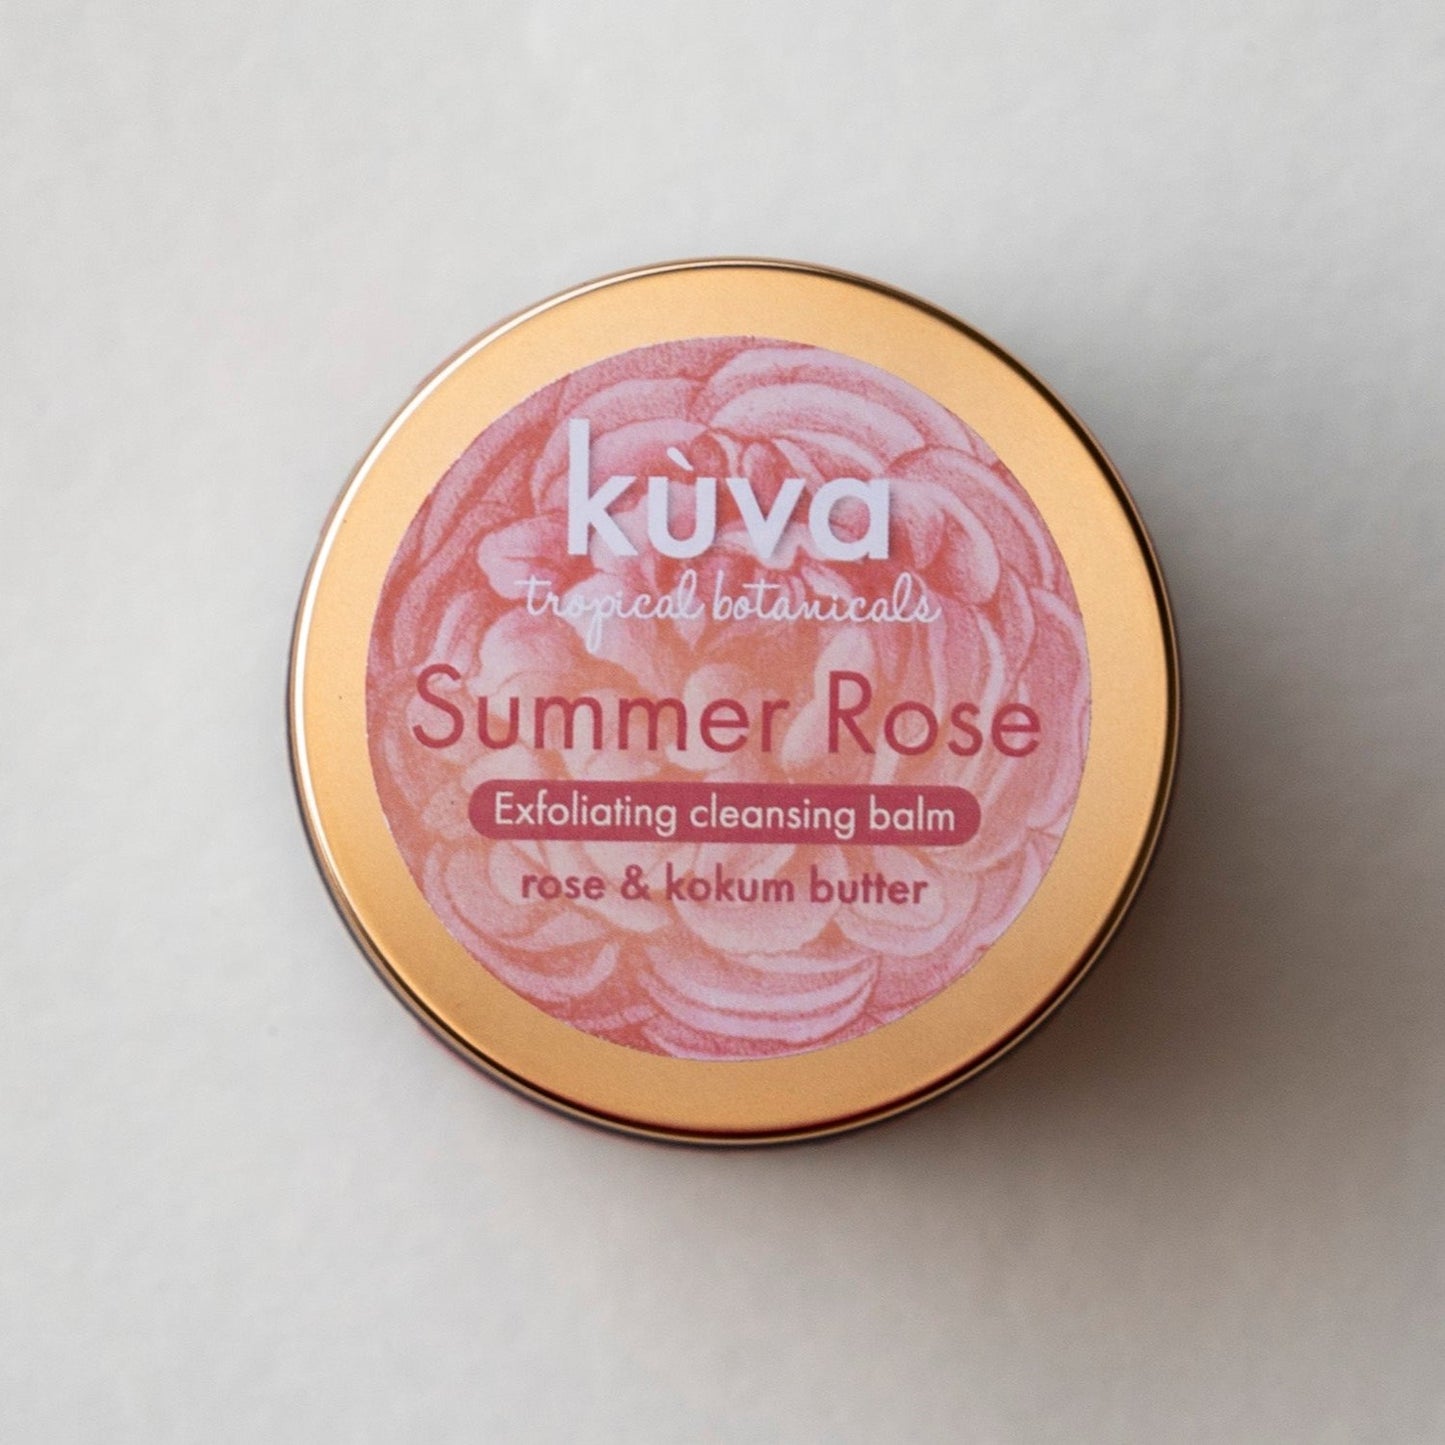 kùva
tropical botanicals
Summer Rose
Exfoliating cleansing balm
rose & kokum butter